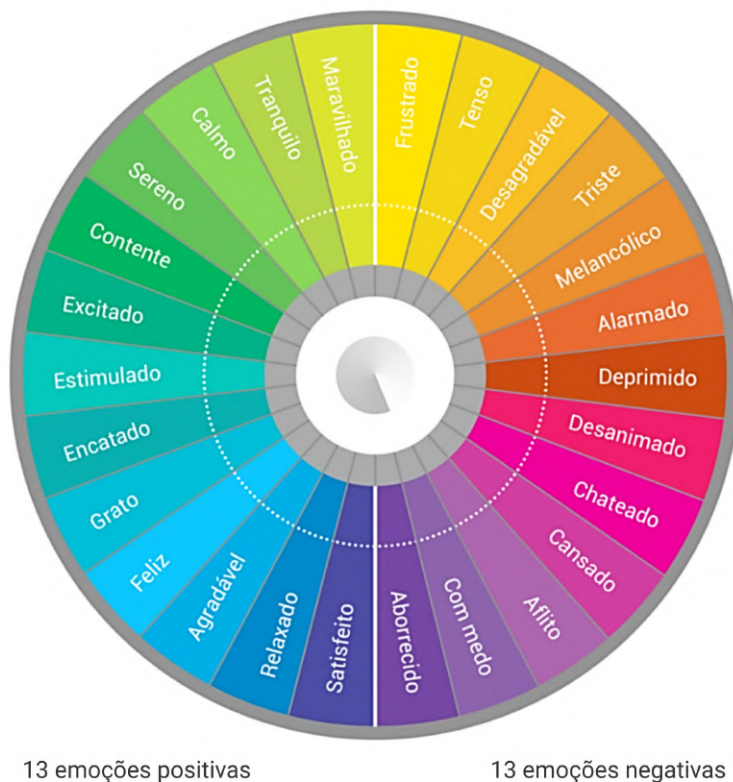 Maravilhado
Frustrado
Tenso
Desagradável
Triste
Melancólico
Alarmado
Deprimido
Desanimado
Chateado
Cansado
Aflito
Com medo
Aborrecido
Satisfeito
Relaxado
Agradável
Feliz
Grato
Encatado
Estimulado
Excitado
Contente
Sereno
Calmo
Tranquilo
13 emoções positivas
13 emoções negativas